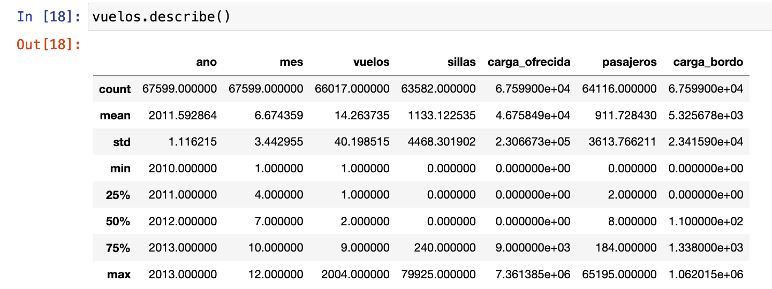 In [18]: vuelos.describe()
Out[18]:
ano mes vuelos sillas carga_ofrecida pasajeros carga_bordo
count 67599.000000 67599.000000 66017.000000 63582.000000 6.759900e+04 64116.000000 6.759900e+04
mean 2011.592864 6.674359 14.263735 1133.122535 4.675849e+04 911.728430 5.325678e+03
std 1.116215 3.442955 40.198515 4468.301902 2.306673e+05 3613.766211 2.341590e+04
min 2010.000000 1.000000 1.000000 0.000000 0.000000e+00 0.000000 0.000000e+00
25% 2011.000000 4.000000 1.000000 0.000000 0.000000e+00 2.000000 0.000000e+00
50% 2012.000000 7.000000 2.000000 0.000000 0.000000e+00 8.000000 1.100000e+02
75% 2013.000000 10.000000 9.000000 240.000000 9.000000e+03 184.000000 1.338000e+03
max 2013.000000 12.000000 2004.000000 79925.000000 7.361385e+06 65195.000000 1.062015e+06